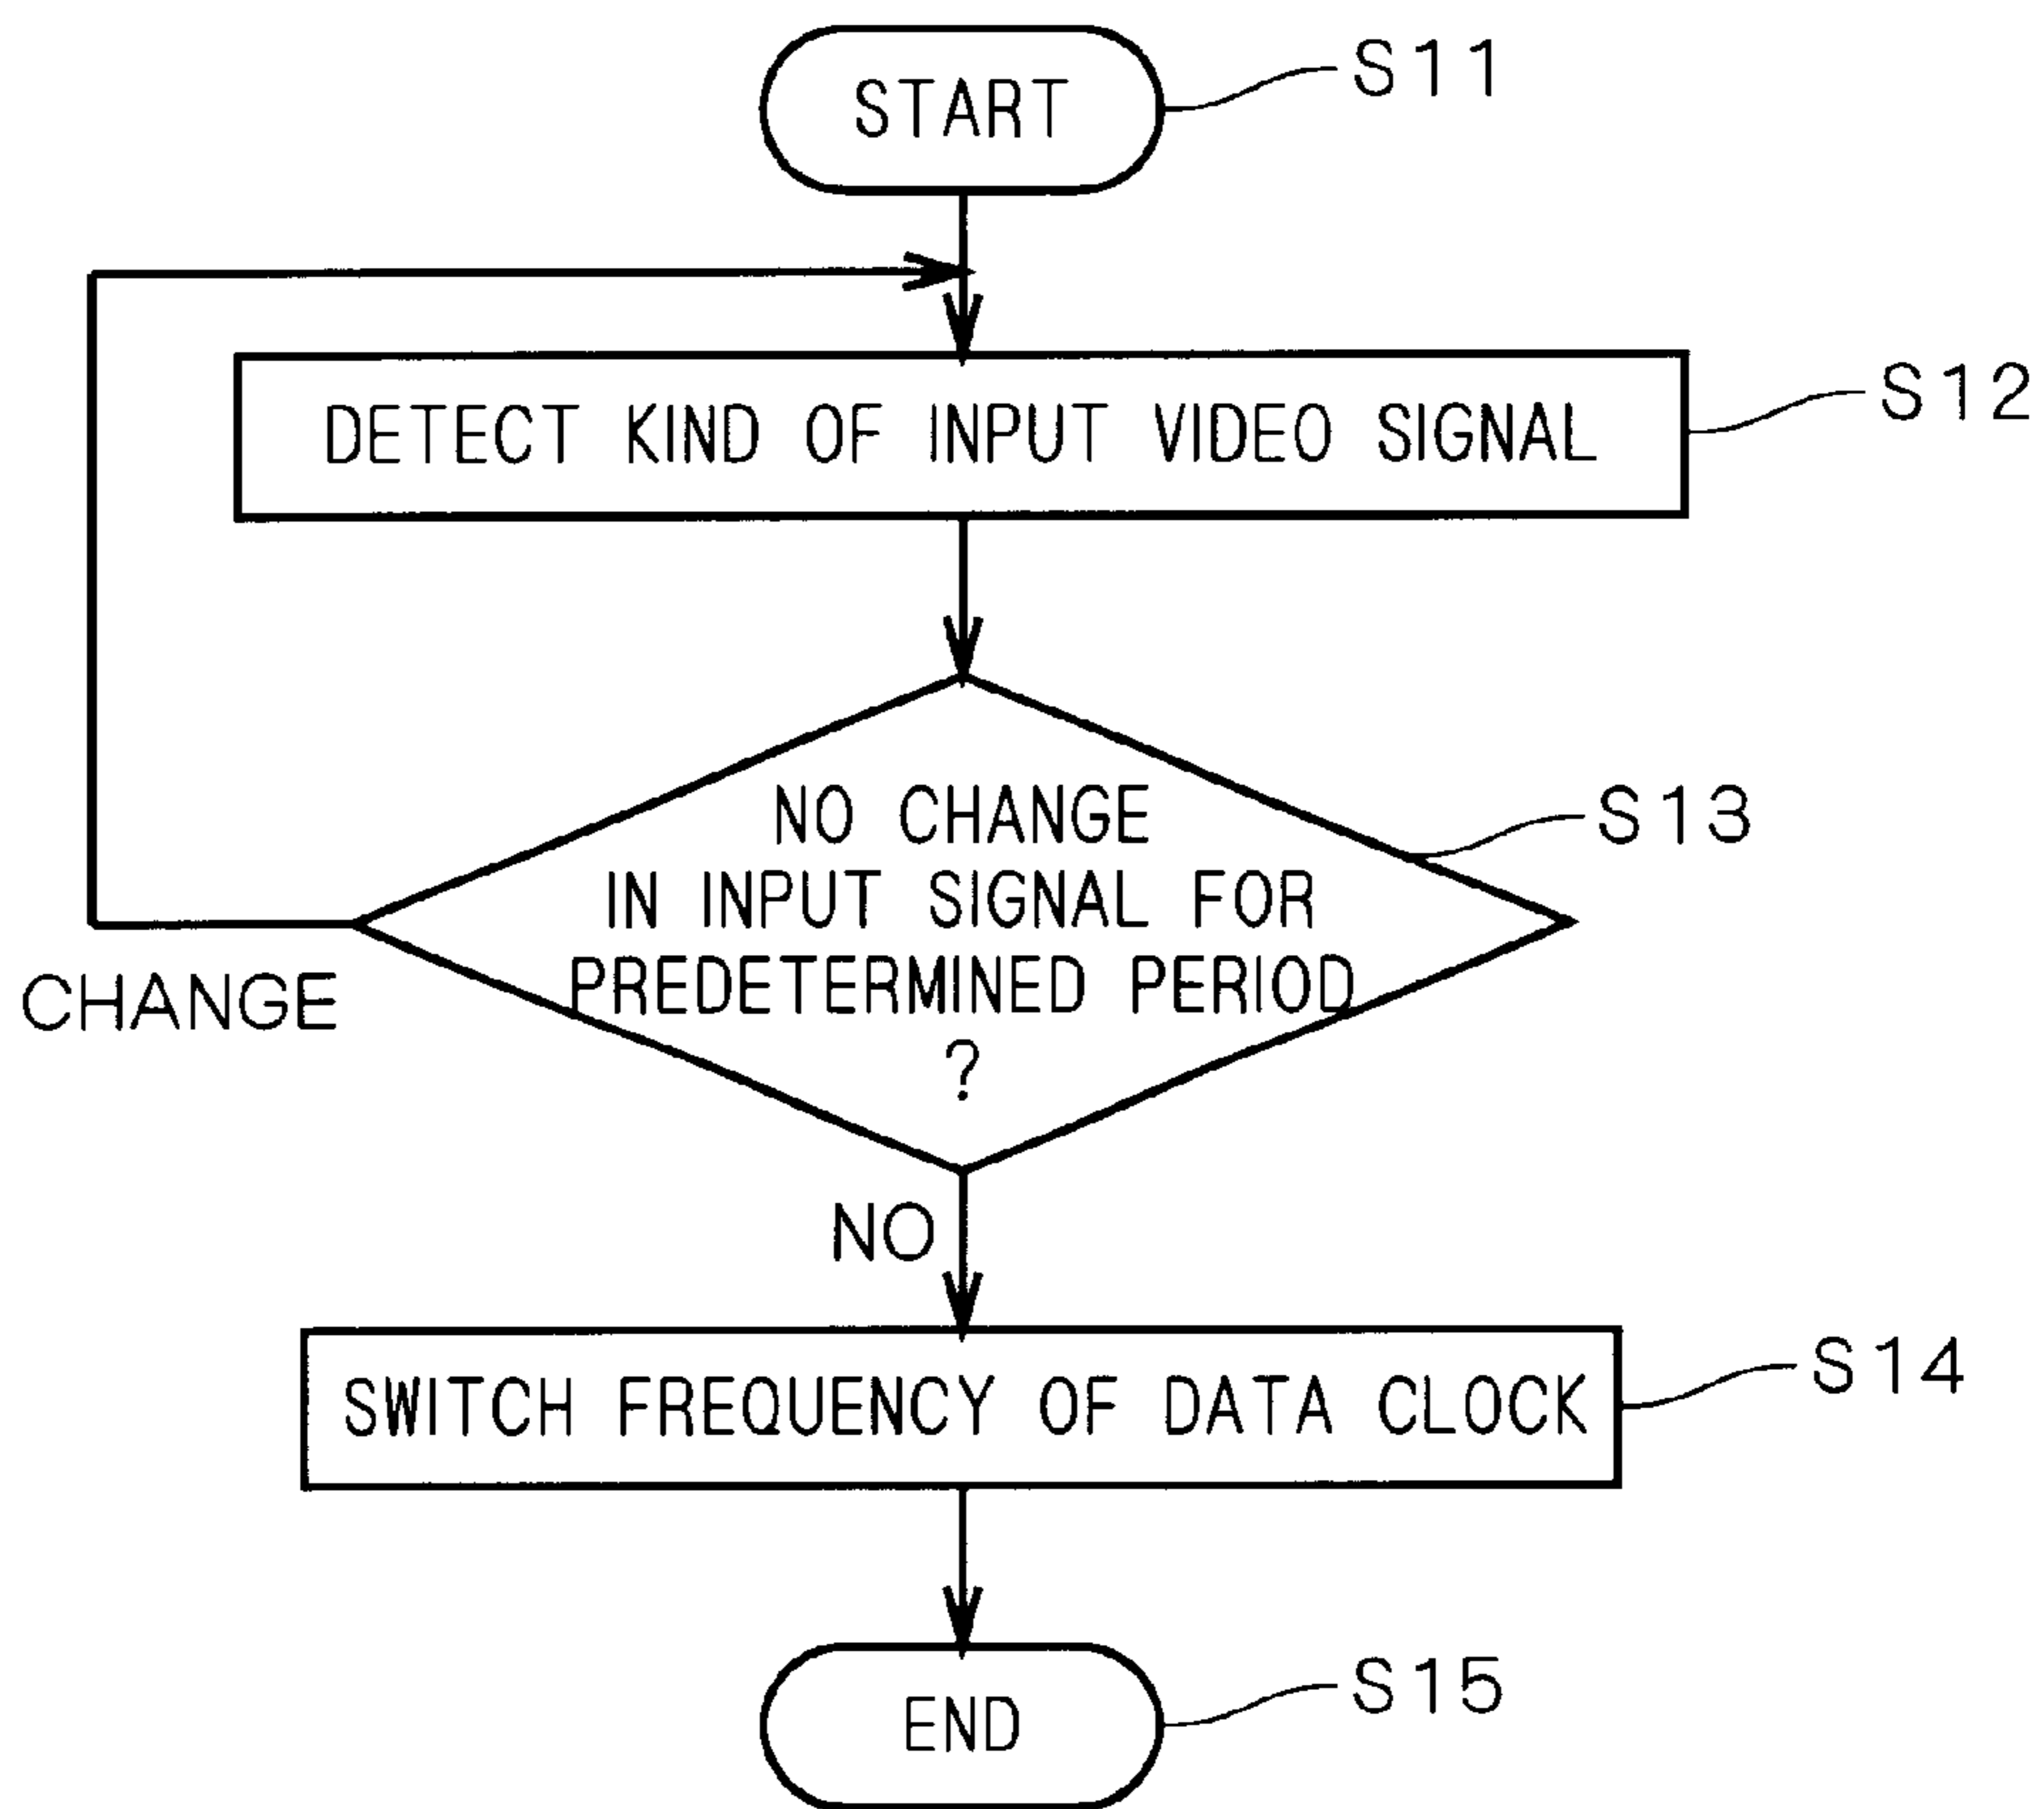 START
S11
DETECT KIND OF INPUT VIDEO SIGNAL
S12
NO CHANGE
IN INPUT SIGNAL FOR
PREDETERMINED PERIOD
?
S13
CHANGE
NO
SWITCH FREQUENCY OF DATA CLOCK
S14
END
S15